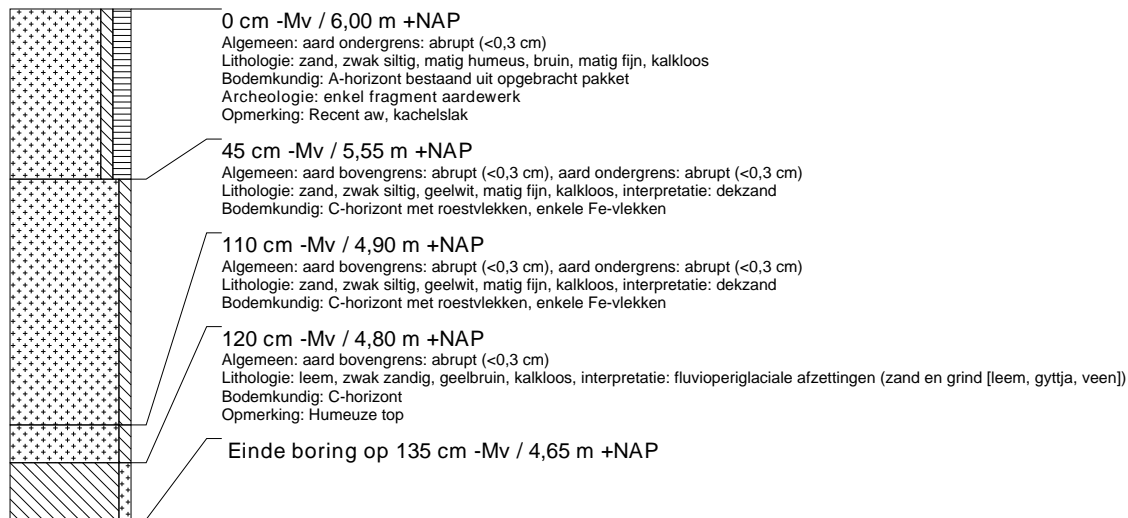 0 cm -Mv / 6,00 m +NAP
Algemeen: aard ondergrens: abrupt (<0,3 cm)
Lithologie: zand, zwak siltig, matig humeus, bruin, matig fijn, kalkloos
Bodemkundig: A-horizont bestaand uit opgebracht pakket
Archeologie: enkel fragment aardewerk
Opmerking: Recent aw, kachelslak
45 cm -Mv / 5,55 m +NAP
Algemeen: aard bovengrens: abrupt (<0,3 cm), aard ondergrens: abrupt (<0,3 cm)
Lithologie: zand, zwak siltig, geelwit, matig fijn, kalkloos, interpretatie: dekzand
Bodemkundig: C-horizont met roestvlekken, enkele Fe-vlekken
110 cm -Mv / 4,90 m +NAP
Algemeen: aard bovengrens: abrupt (<0,3 cm), aard ondergrens: abrupt (<0,3 cm)
Lithologie: zand, zwak siltig, geelwit, matig fijn, kalkloos, interpretatie: dekzand
Bodemkundig: C-horizont met roestvlekken, enkele Fe-vlekken
120 cm -Mv / 4,80 m +NAP
Algemeen: aard bovengrens: abrupt (<0,3 cm)
Lithologie: leem, zwak zandig, geelbruin, kalkloos, interpretatie: fluvioperiglaciale afzettingen (zand en grind [leem, gyttja, veen])
Bodemkundig: C-horizont
Opmerking: Humeuze top
Einde boring op 135 cm -Mv / 4,65 m +NAP